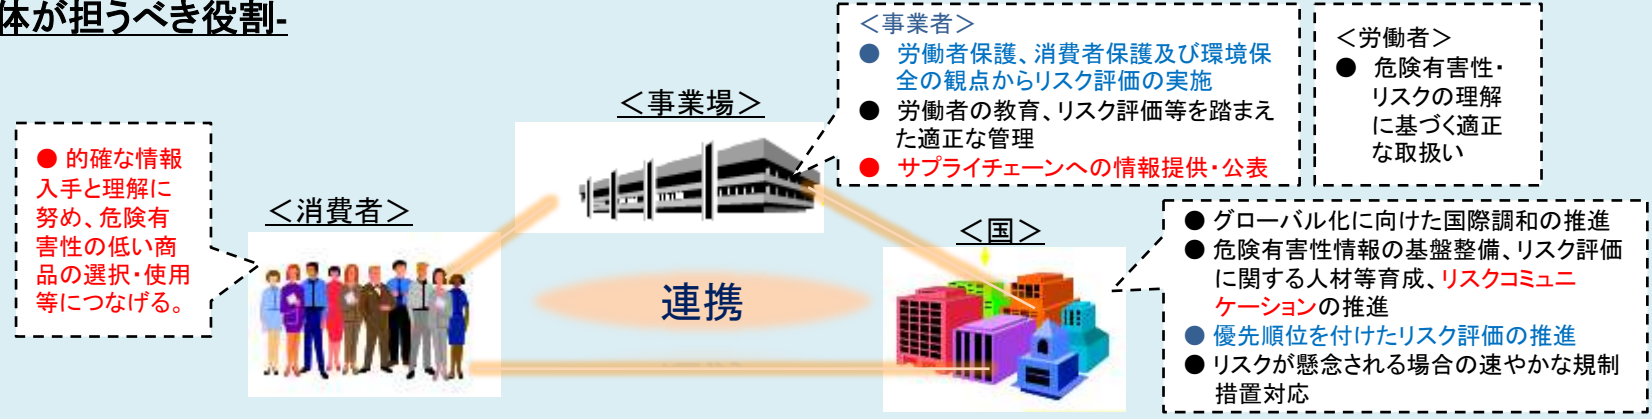 体が担うべき役割-
＜事業者＞
● 労働者保護、消費者保護及び環境保
全の観点からリスク評価の実施
● 労働者の教育、リスク評価等を踏まえ
た適正な管理
● サプライチェーンへの情報提供・公表
＜労働者＞
● 危険有害性・
リスクの理解
に基づく適正
な取扱い
＜事業場＞
● 的確な情報
入手と理解に
努め、危険有
害性の低い商
品の選択・使用
等につなげる。
＜消費者＞
＜国＞
● グローバル化に向けた国際調和の推進
● 危険有害性情報の基盤整備、リスク評価
に関する人材等育成、リスクコミュニ
ケーションの推進
● 優先順位を付けたリスク評価の推進
● リスクが懸念される場合の速やかな規制
措置対応
連携